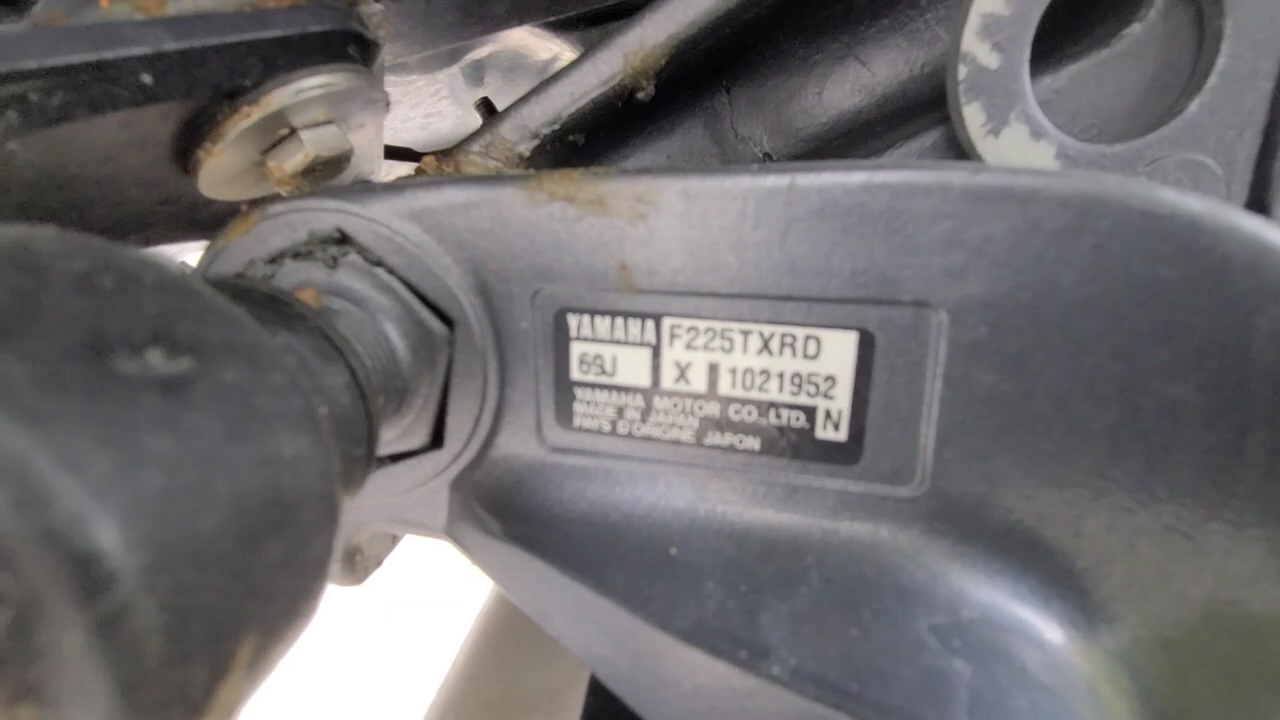 YAMAHA F225TXRD
69J X 1021952
YAMAHA MOTOR CO.,LTD. N
MADE IN JAPAN
PAYS D'ORIGINE JAPON